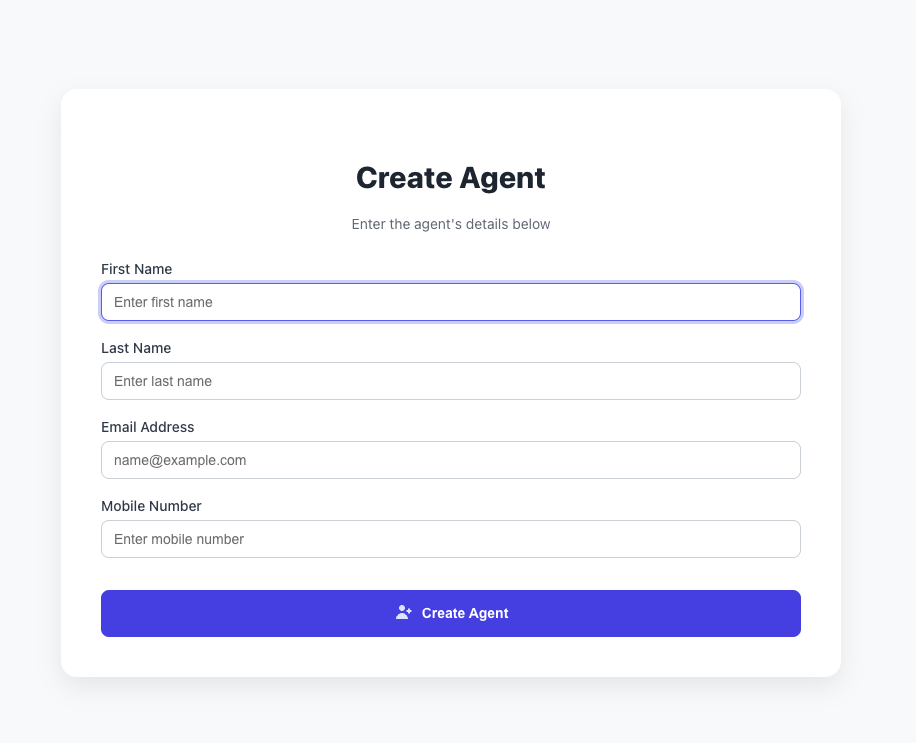 Create Agent
Enter the agent's details below
First Name
Enter first name
Last Name
Enter last name
Email Address
name@example.com
Mobile Number
Enter mobile number
Create Agent